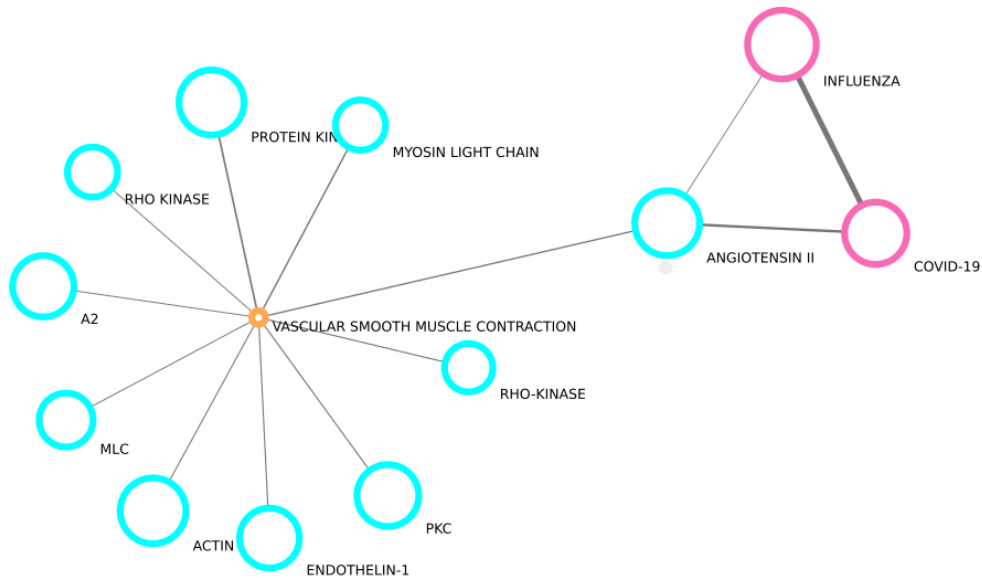 INFLUENZA
PROTEIN KIN
MYOSIN LIGHT CHAIN
RHO KINASE
ANGIOTENSIN II
COVID-19
A2
VASCULAR SMOOTH MUSCLE CONTRACTION
RHO-KINASE
MLC
PKC
ACTIN
ENDOTHELIN-1